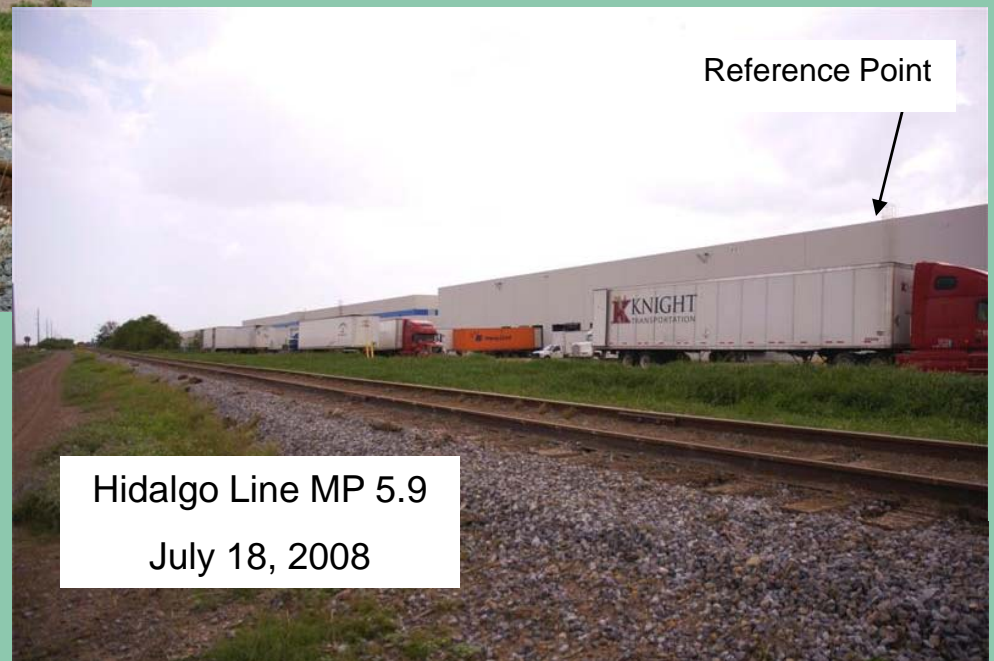 Reference Point
KNIGHT
TRANSPORTATION
Hidalgo Line MP 5.9
July 18, 2008